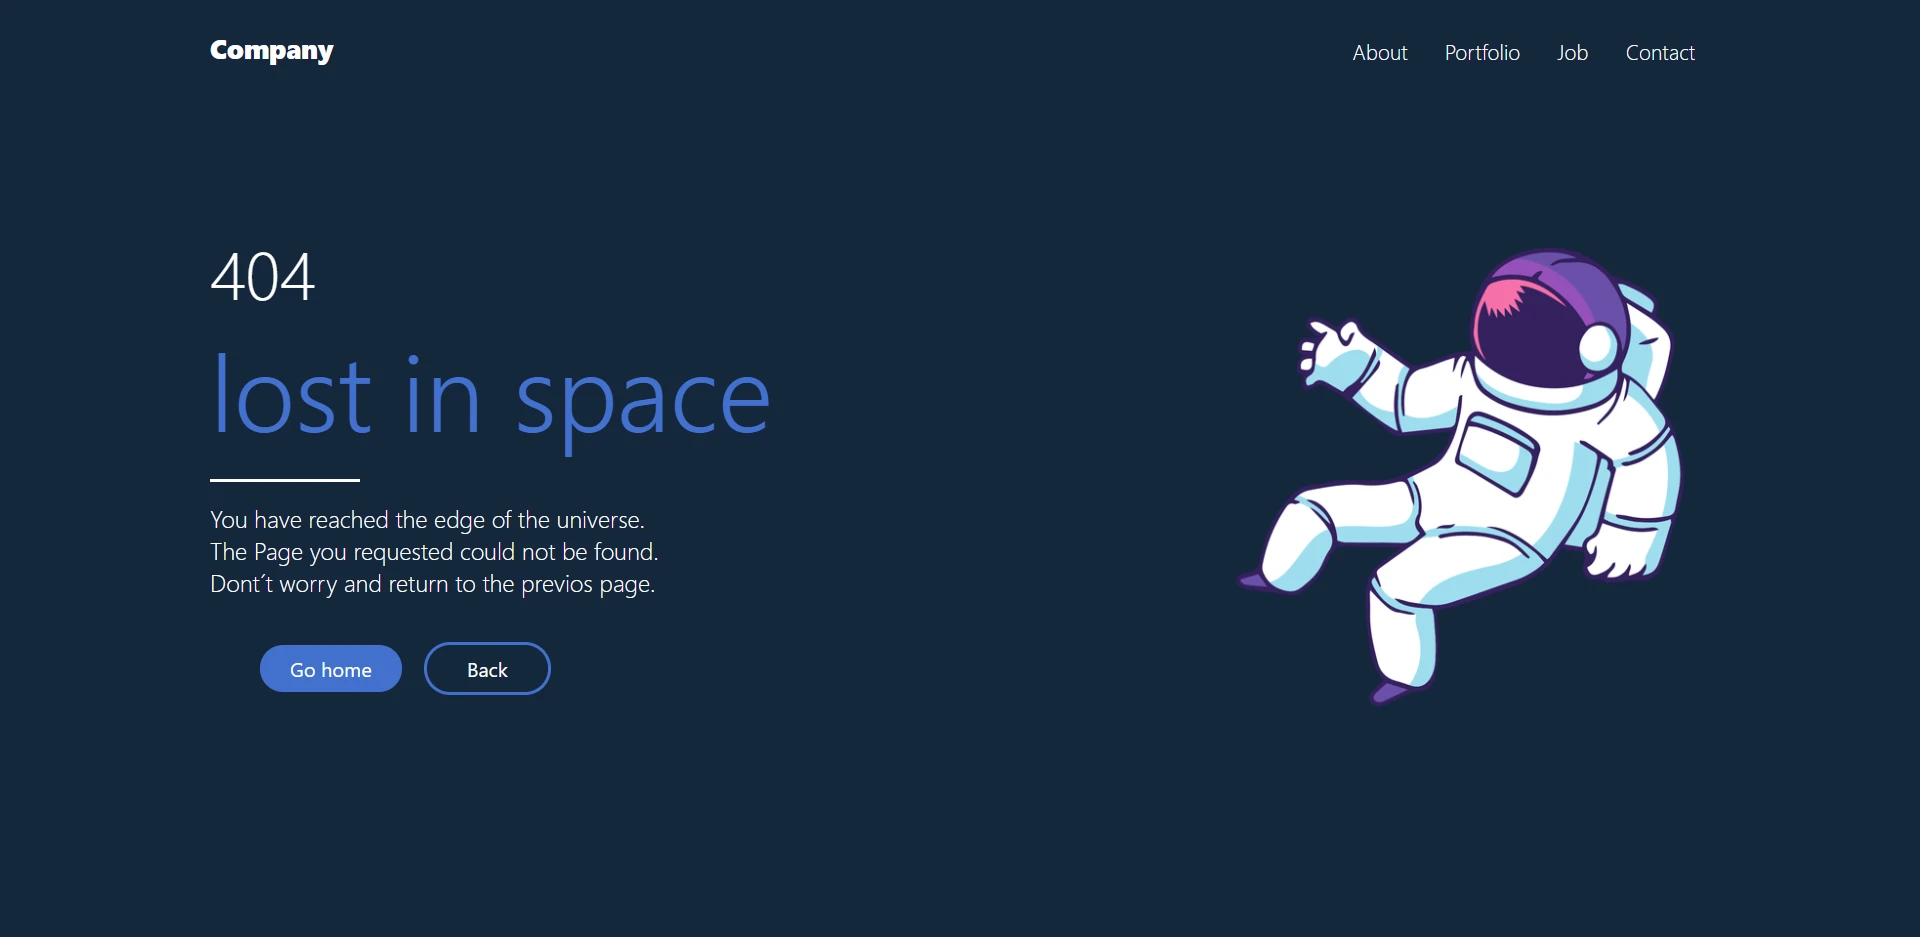 Company
About Portfolio Job Contact
404
lost in space
You have reached the edge of the universe.
The Page you requested could not be found.
Dont´t worry and return to the previos page.
Go home Back